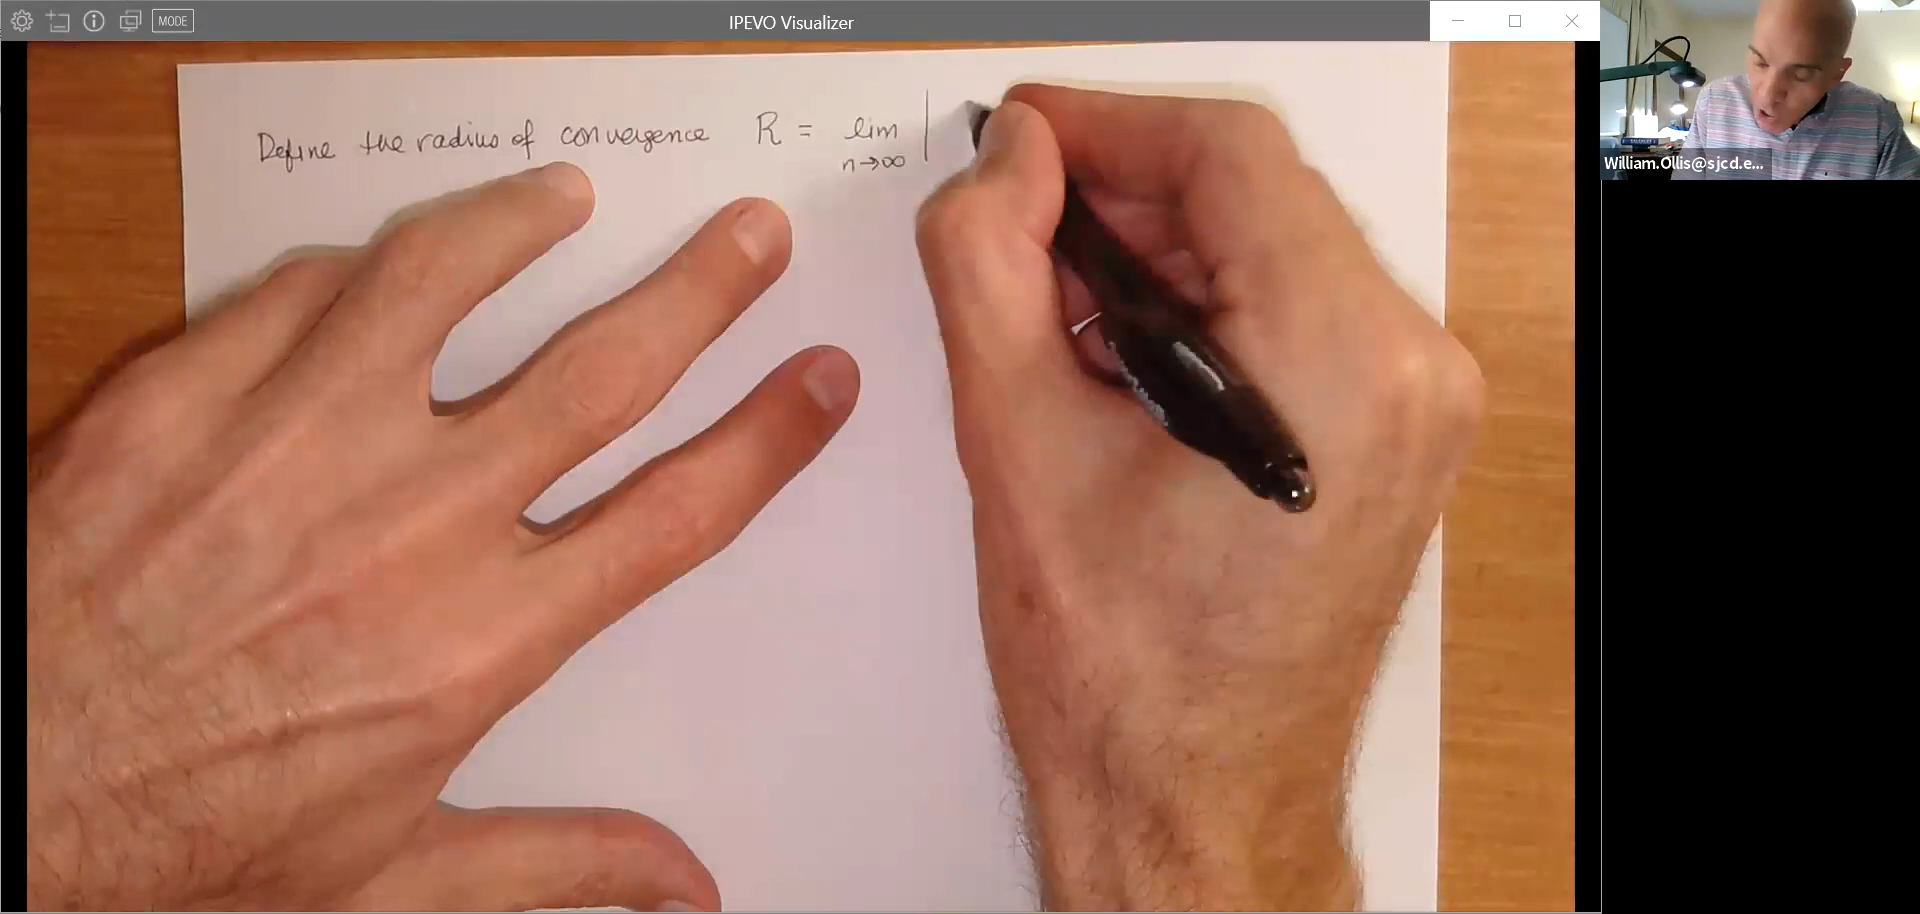 MODE
IPEVO Visualizer
Define the radius of convergence R = lim |
n→∞
William.Ollis@sjcd.e...